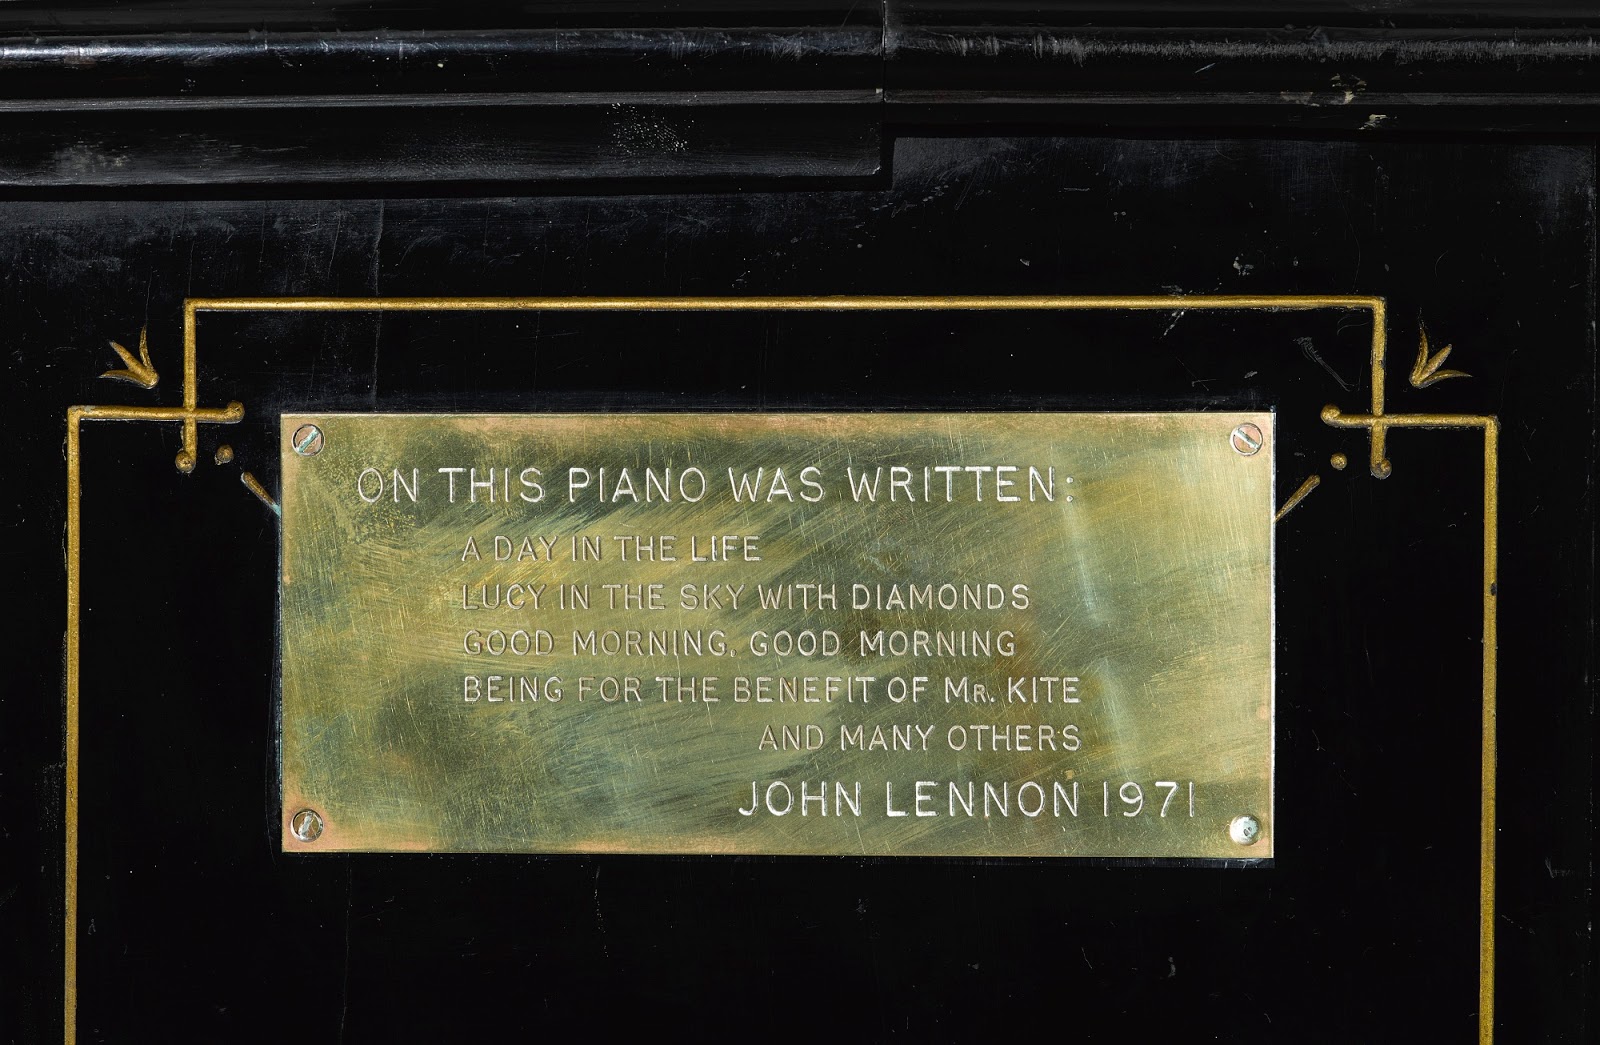 ON THIS PIANO WAS WRITTEN:
A DAY IN THE LIFE
LUCY IN THE SKY WITH DIAMONDS
GOOD MORNING, GOOD MORNING
BEING FOR THE BENEFIT OF MR. KITE
AND MANY OTHERS
JOHN LENNON 1971